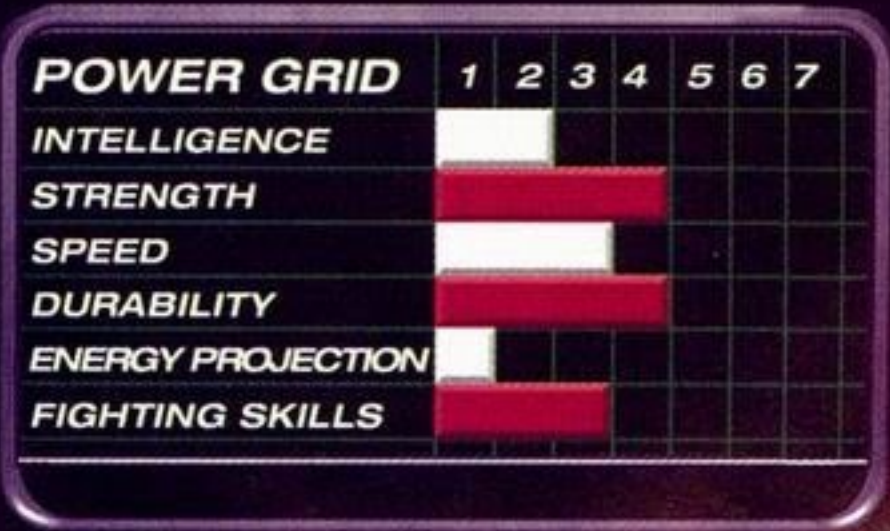 POWER GRID 1 2 3 4 5 6 7
INTELLIGENCE
STRENGTH
SPEED
DURABILITY
ENERGY PROJECTION
FIGHTING SKILLS